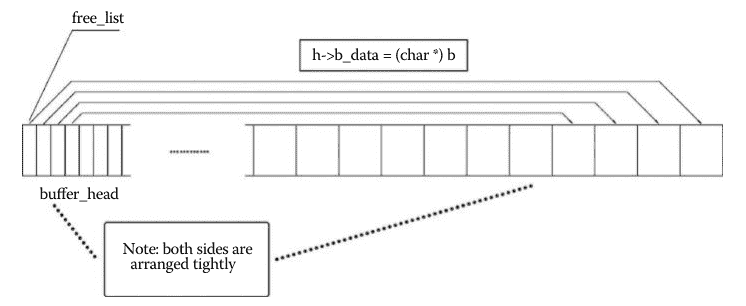 free_list
h->b_data = (char *) b
buffer_head
Note: both sides are
arranged tightly